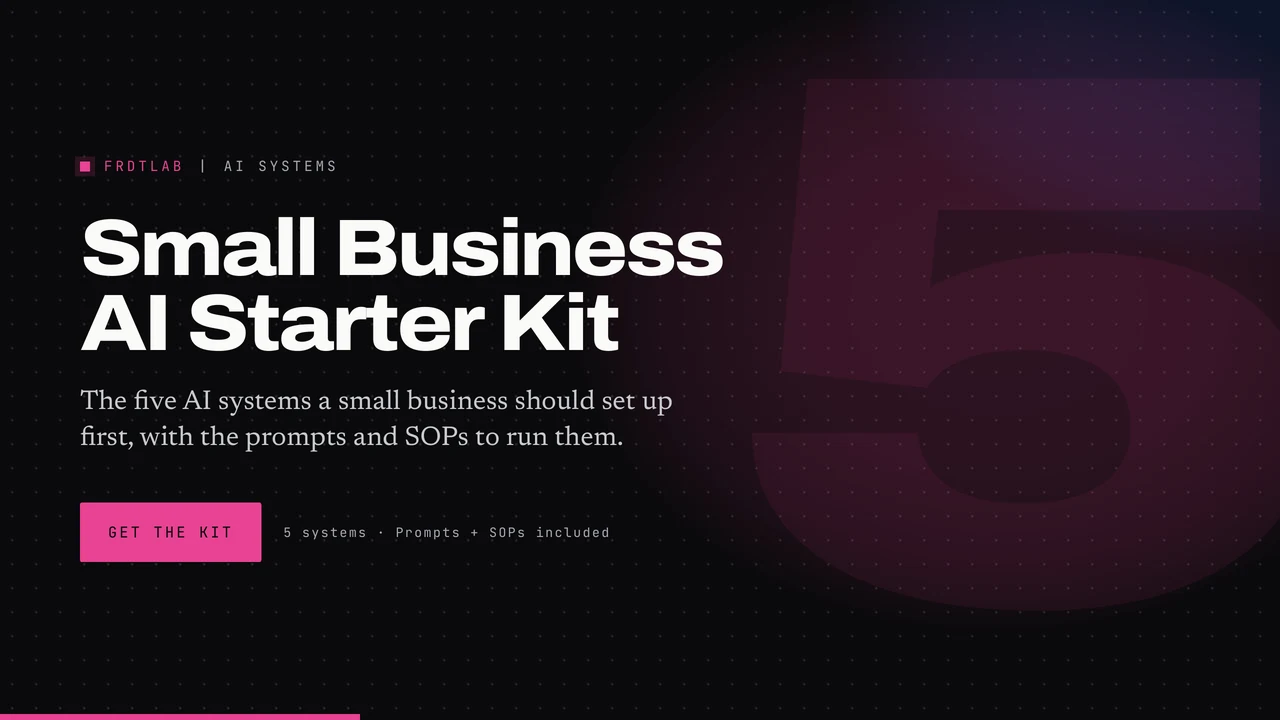 FRDTLAB | AI SYSTEMS
Small Business
AI Starter Kit
The five AI systems a small business should set up
first, with the prompts and SOPs to run them.
GET THE KIT
5 systems · Prompts + SOPs included
5